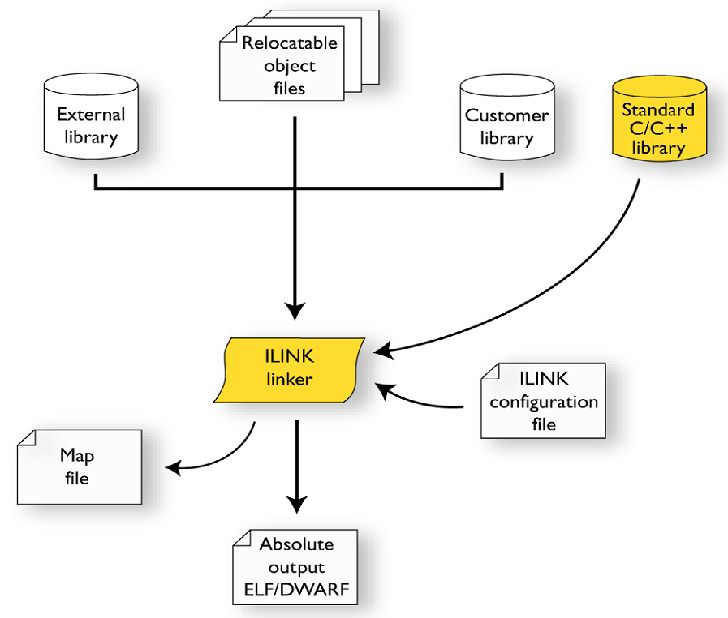 Relocatable
object
files
External
library
Customer
library
Standard
C/C++
library
ILINK
linker
ILINK
configuration
file
Map
file
Absolute
output
ELF/DWARF